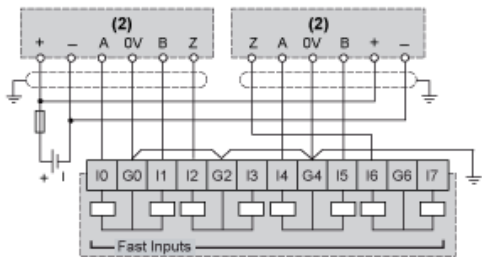 (2) (2)
+ – A 0V B Z Z A 0V B + –
+ I
I0 G0 I1 I2 G2 I3 I4 G4 I5 I6 G6 I7
Fast Inputs